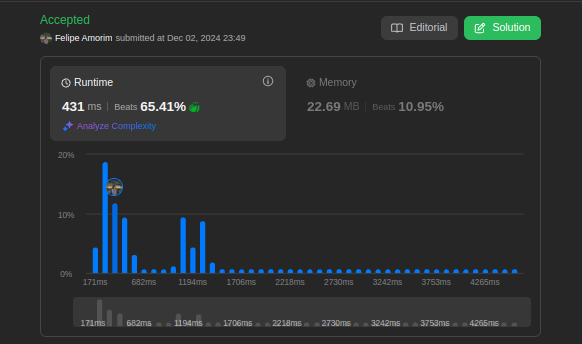 Accepted
Felipe Amorim submitted at Dec 02, 2024 23:49
Editorial
Solution
Runtime
431 ms | Beats 65.41%
Analyze Complexity
Memory
22.69 MB | Beats 10.95%
20%
10%
0%
171ms 682ms 1194ms 1706ms 2218ms 2730ms 3242ms 3753ms 4265ms
171ms 682ms 1194ms 1706ms 2218ms 2730ms 3242ms 3753ms 4265ms